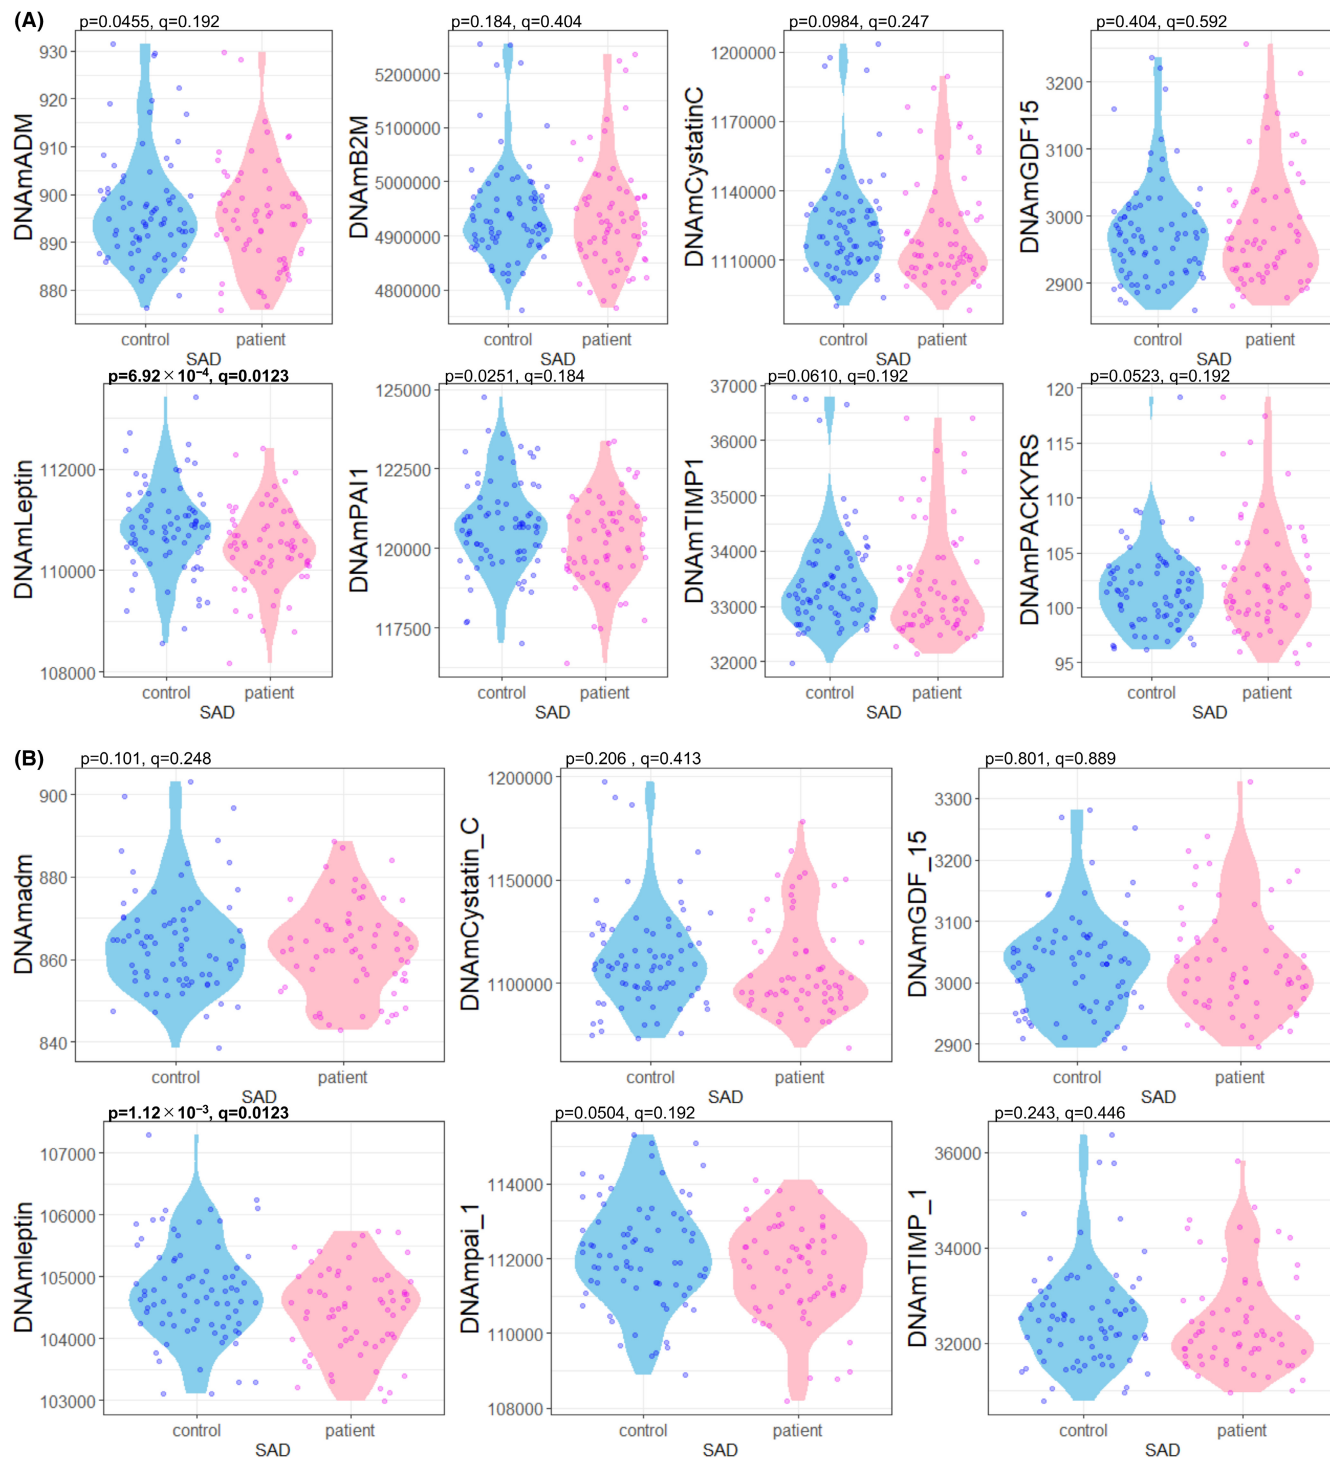 (A)
p=0.0455, q=0.192
p=0.184, q=0.404
p=0.0984, q=0.247
p=0.404, q=0.592
DNAmADM
930
920
910
900
890
880
control
patient
SAD
DNAmB2M
5200000
5100000
5000000
4900000
4800000
control
patient
DNAmCystatinC
1200000
1170000
1140000
1110000
control
patient
SAD
DNAmGDF15
3200
3100
3000
2900
control
patient
SAD
p=6.92×10⁻⁴, q=0.0123
p=0.0251, q=0.184
p=0.0610, q=0.192
p=0.0523, q=0.192
DNAmLeptin
112000
110000
108000
control
patient
SAD
DNAmPAI1
125000
122500
120000
117500
control
patient
SAD
DNAmTIMP1
37000
36000
35000
34000
33000
32000
control
patient
SAD
DNAmPACKYRS
120
115
110
105
100
95
control
patient
SAD
(B)
p=0.101, q=0.248
p=0.206 , q=0.413
p=0.801, q=0.889
DNAmadm
900
880
860
840
control
patient
SAD
DNAmCystatin_C
1200000
1150000
1100000
control
patient
DNAmGDF_15
3300
3200
3100
3000
2900
control
patient
SAD
p=1.12×10⁻³, q=0.0123
p=0.0504, q=0.192
p=0.243, q=0.446
DNAmleptin
107000
106000
105000
104000
103000
control
patient
SAD
DNAmpai_1
114000
112000
110000
108000
control
patient
SAD
DNAmTIMP_1
36000
34000
32000
control
patient
SAD